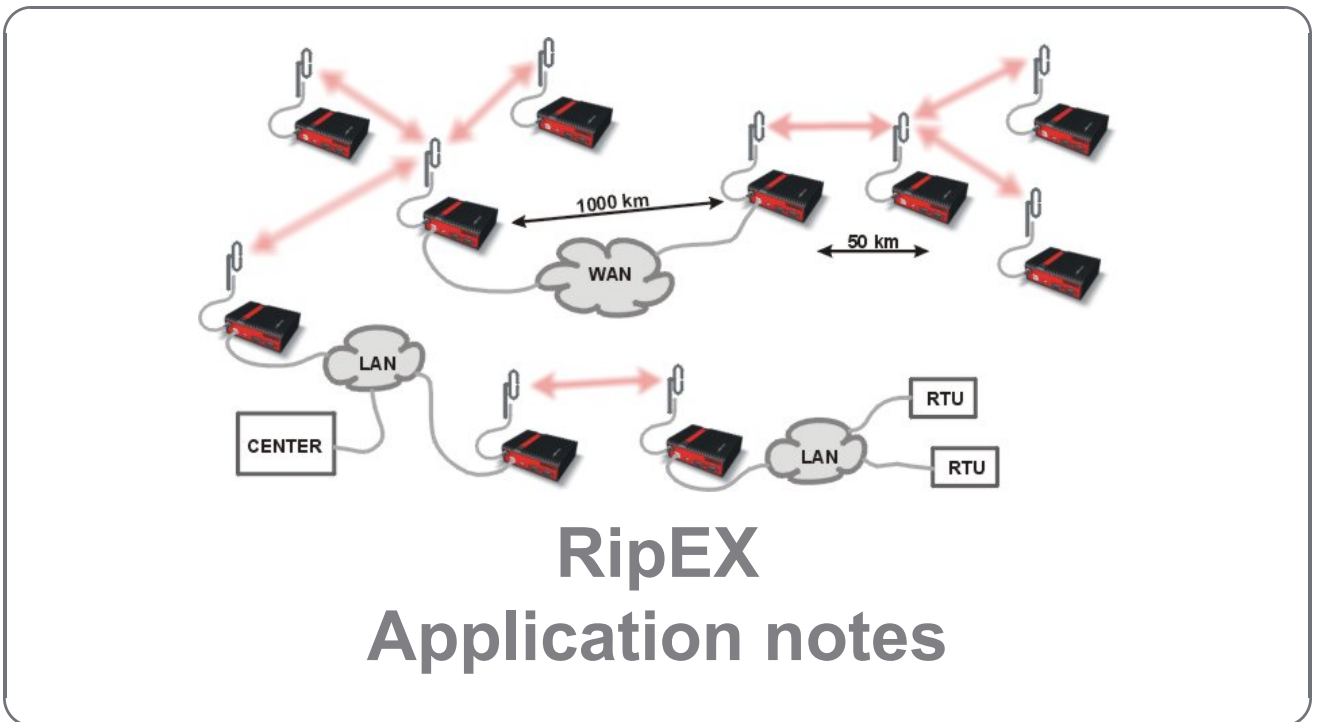 1000 km
50 km
WAN
LAN
CENTER
RTU
LAN
RTU
RipEX
Application notes